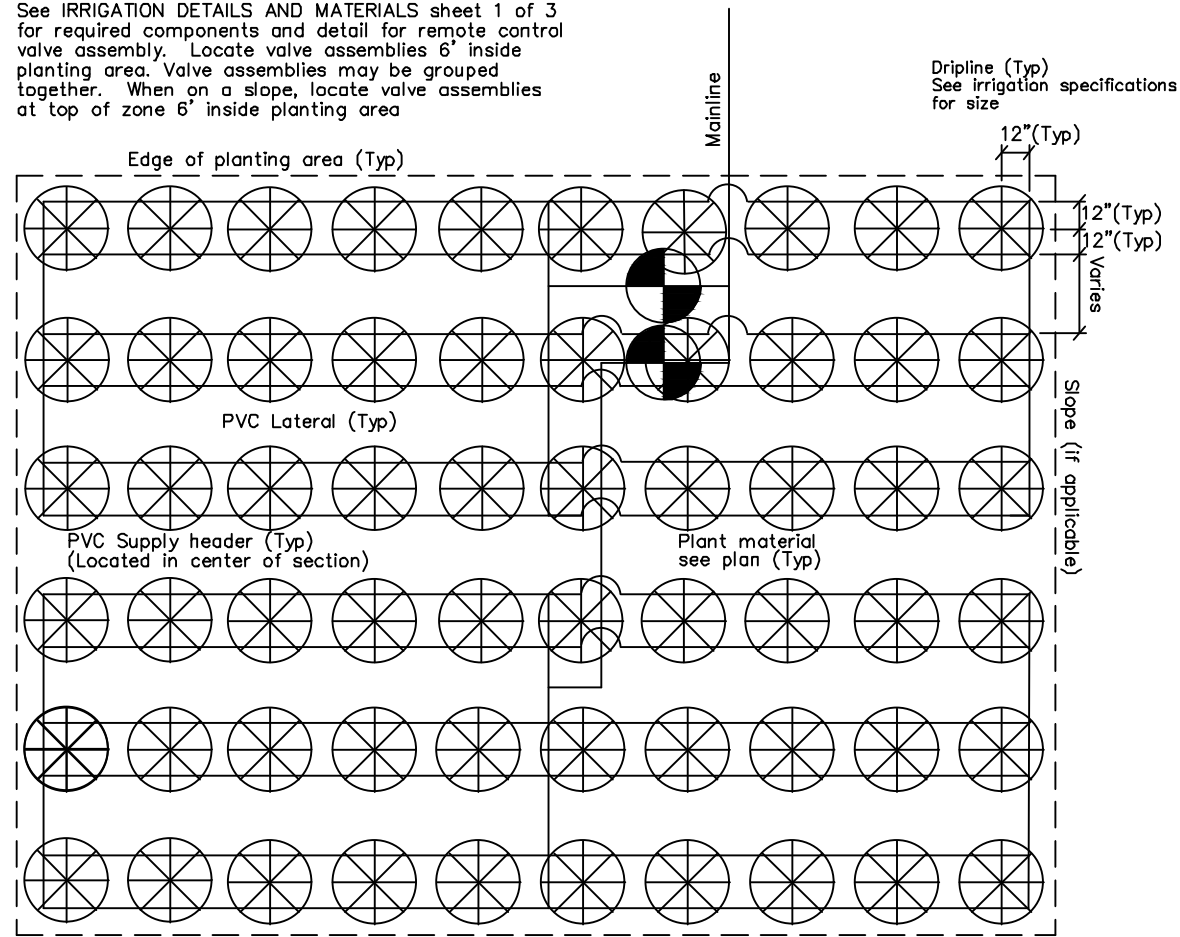 See IRRIGATION DETAILS AND MATERIALS sheet 1 of 3
for required components and detail for remote control
valve assembly.  Locate valve assemblies 6' inside
planting area. Valve assemblies may be grouped
together.  When on a slope, locate valve assemblies
at top of zone 6' inside planting area
Mainline
Dripline (Typ)
See irrigation specifications
for size
12"(Typ)
Edge of planting area (Typ)
12"(Typ)
12"(Typ)
Varies
PVC Lateral (Typ)
Slope (if applicable)
PVC Supply header (Typ)
(Located in center of section)
Plant material
see plan (Typ)